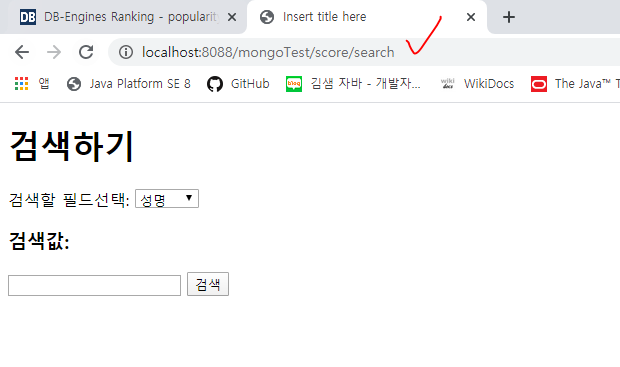 DB DB-Engines Ranking - popularit
Insert title here
localhost:8088/mongoTest/score/search
앱 Java Platform SE 8 GitHub blog 김샘 자바 - 개발자... wiki WikiDocs The Java™ T
검색하기
검색할 필드선택: 성명
검색값:
검색